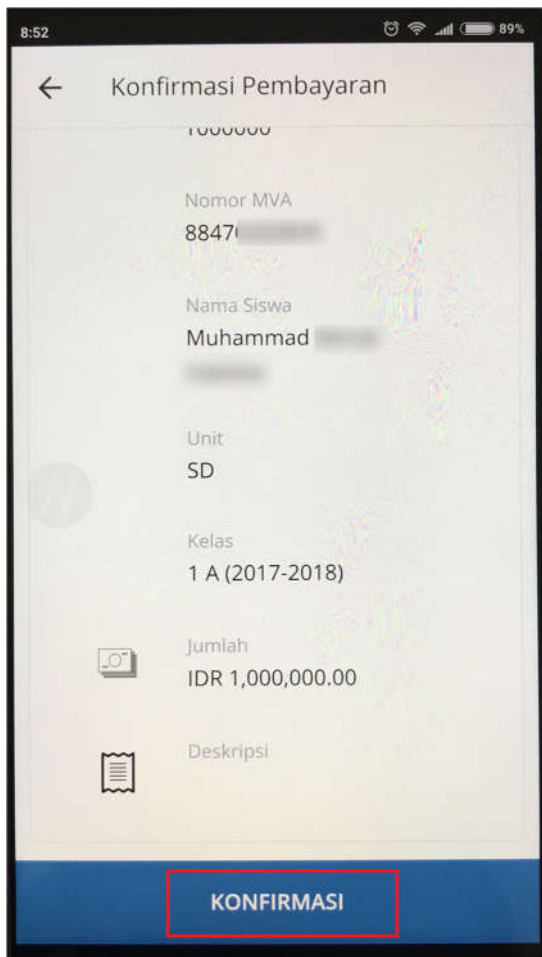 8:52
89%
Konfirmasi Pembayaran
1000000
Nomor MVA
8847
Nama Siswa
Muhammad
Unit
SD
Kelas
1 A (2017-2018)
Jumlah
IDR 1,000,000.00
Deskripsi
KONFIRMASI